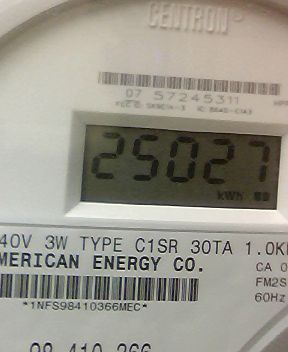 CENTRON
07 57245311
25027
kWh
40V 3W TYPE C1SR 30TA 1.0K
MERICAN ENERGY CO.
CA 0
FM2S
60Hz
*1NFS98410366MEC*
98 410 366